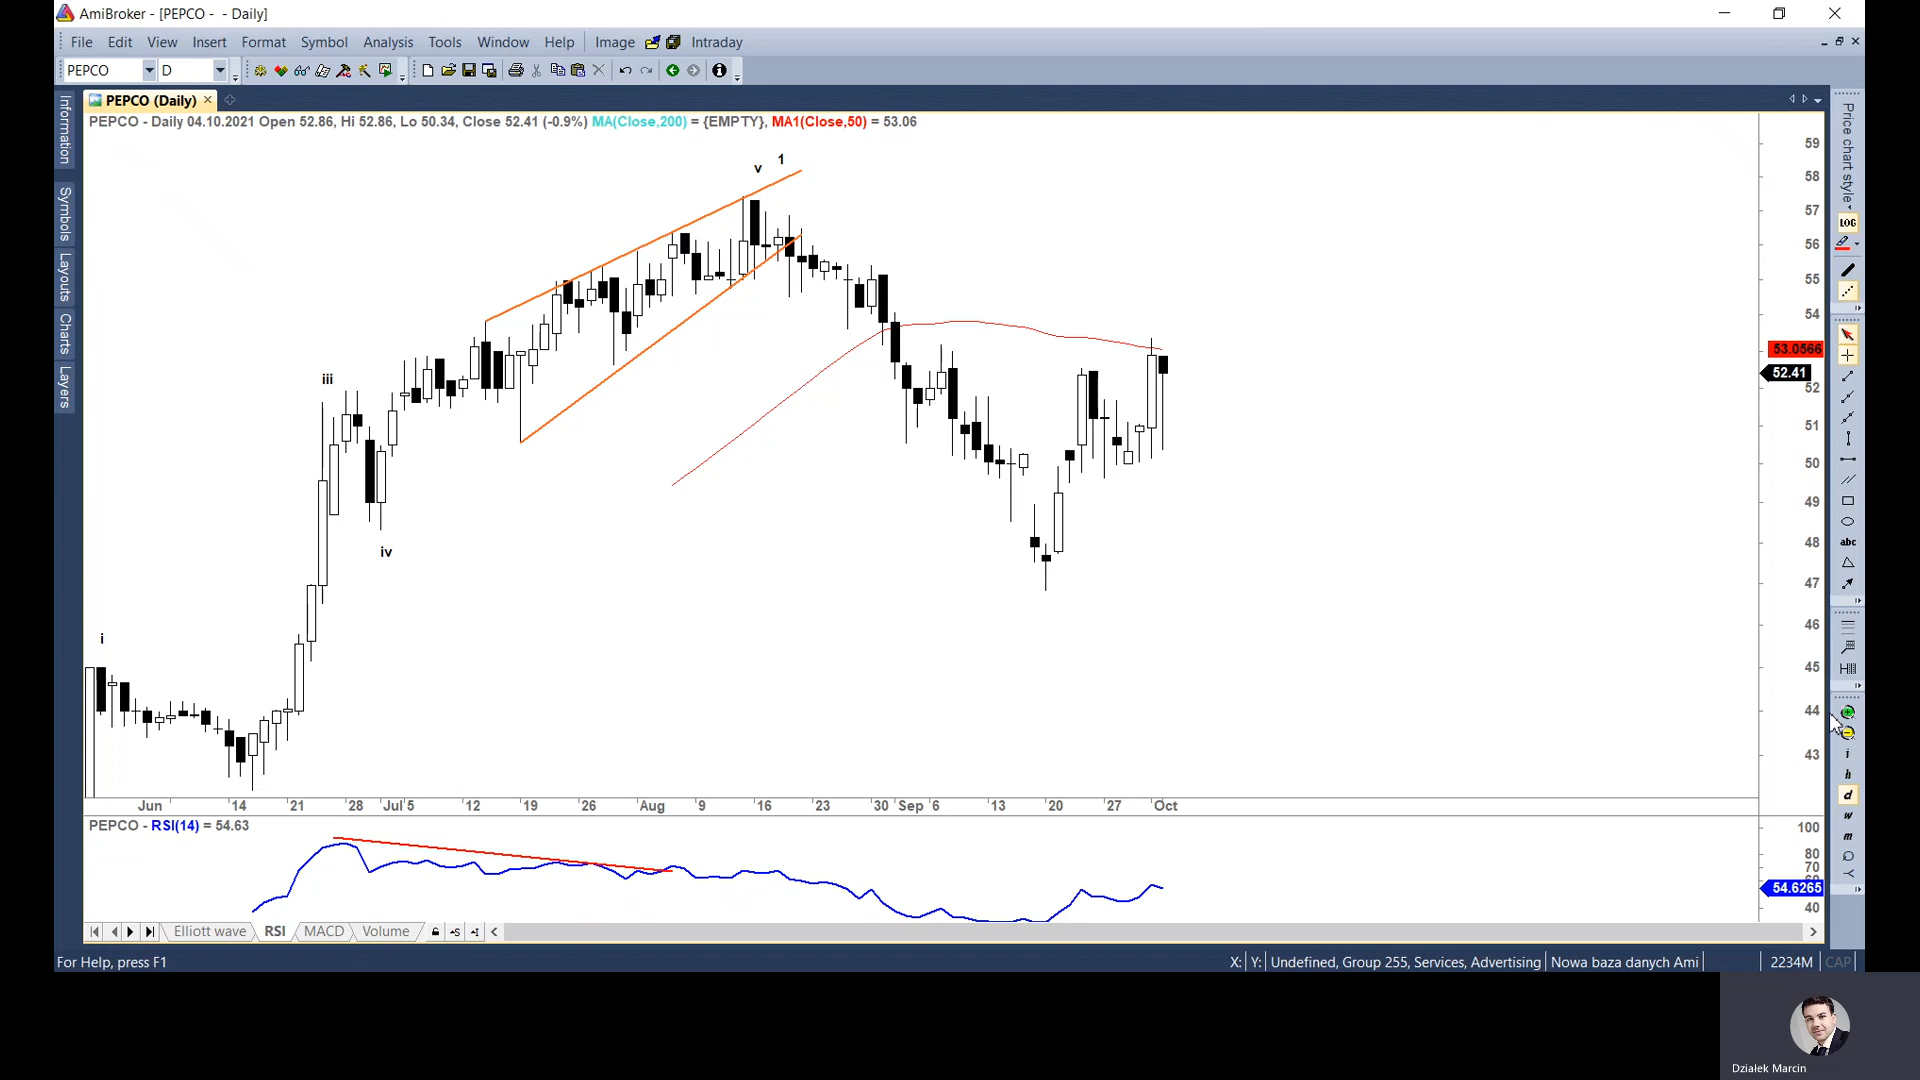 AmiBroker - [PEPCO - - Daily]
File Edit View Insert Format Symbol Analysis Tools Window Help Image Intraday
PEPCO D
PEPCO (Daily)
PEPCO - Daily 04.10.2021 Open 52.86, Hi 52.86, Lo 50.34, Close 52.41 (-0.9%) MA(Close,200) = {EMPTY}, MA1(Close,50) = 53.06
Information
Symbols
Layouts
Charts
Layers
i
iii
iv
v
1
59
58
57
56
55
54
53.0566
52.41
52
51
50
49
48
47
46
45
44
43
Jun 14 21 28 Jul 5 12 19 26 Aug 9 16 23 30 Sep 6 13 20 27 Oct
PEPCO - RSI(14) = 54.63
100
80
70
54.6265
40
Price chart style
LOG
abc
i
h
d
w
m
Elliott wave RSI MACD Volume
For Help, press F1
X: Y: Undefined, Group 255, Services, Advertising Nowa baza danych Ami 2234M CAP
Działek Marcin